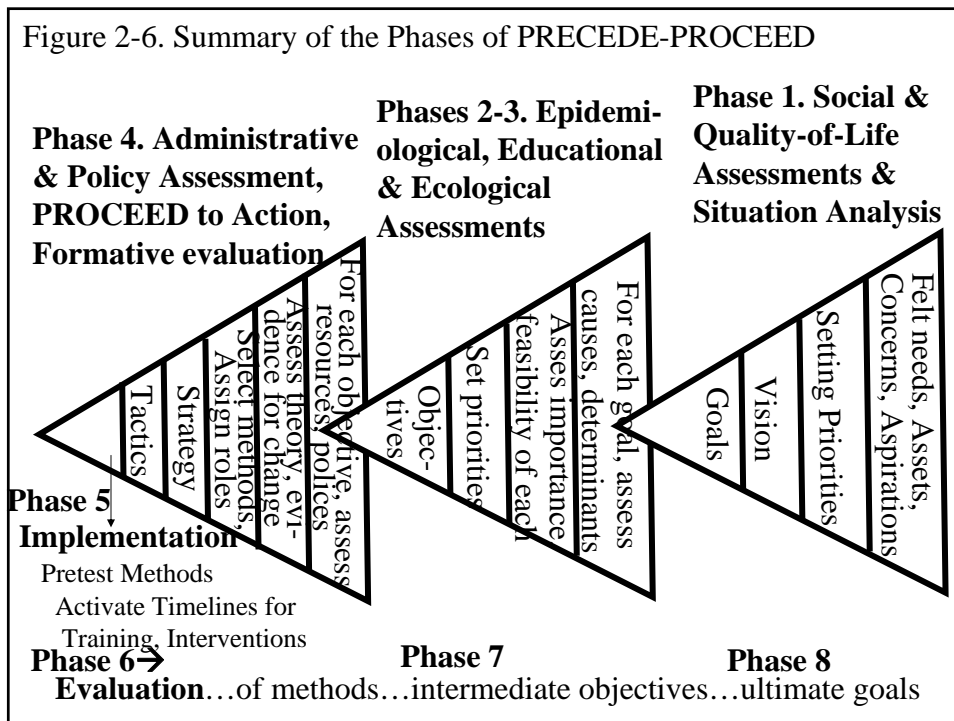 Figure 2-6. Summary of the Phases of PRECEDE-PROCEED
Phase 4. Administrative
& Policy Assessment,
PROCEED to Action,
Formative evaluation
Phases 2-3. Epidemi-
ological, Educational
& Ecological
Assessments
Phase 1. Social &
Quality-of-Life
Assessments &
Situation Analysis
For each objective, assess
resources, polices
Assess theory, evi-
dence for change
Select methods,
Assign roles
Strategy
Tactics
For each goal, assess
causes, determinants
Asses importance
feasibility of each
Set priorities
Objec-
tives
Felt needs, Assets,
Concerns, Aspirations
Setting Priorities
Vision
Goals
Phase 5
Implementation
Pretest Methods
Activate Timelines for
Training, Interventions
Phase 6→
Phase 7
Phase 8
Evaluation…of methods…intermediate objectives…ultimate goals